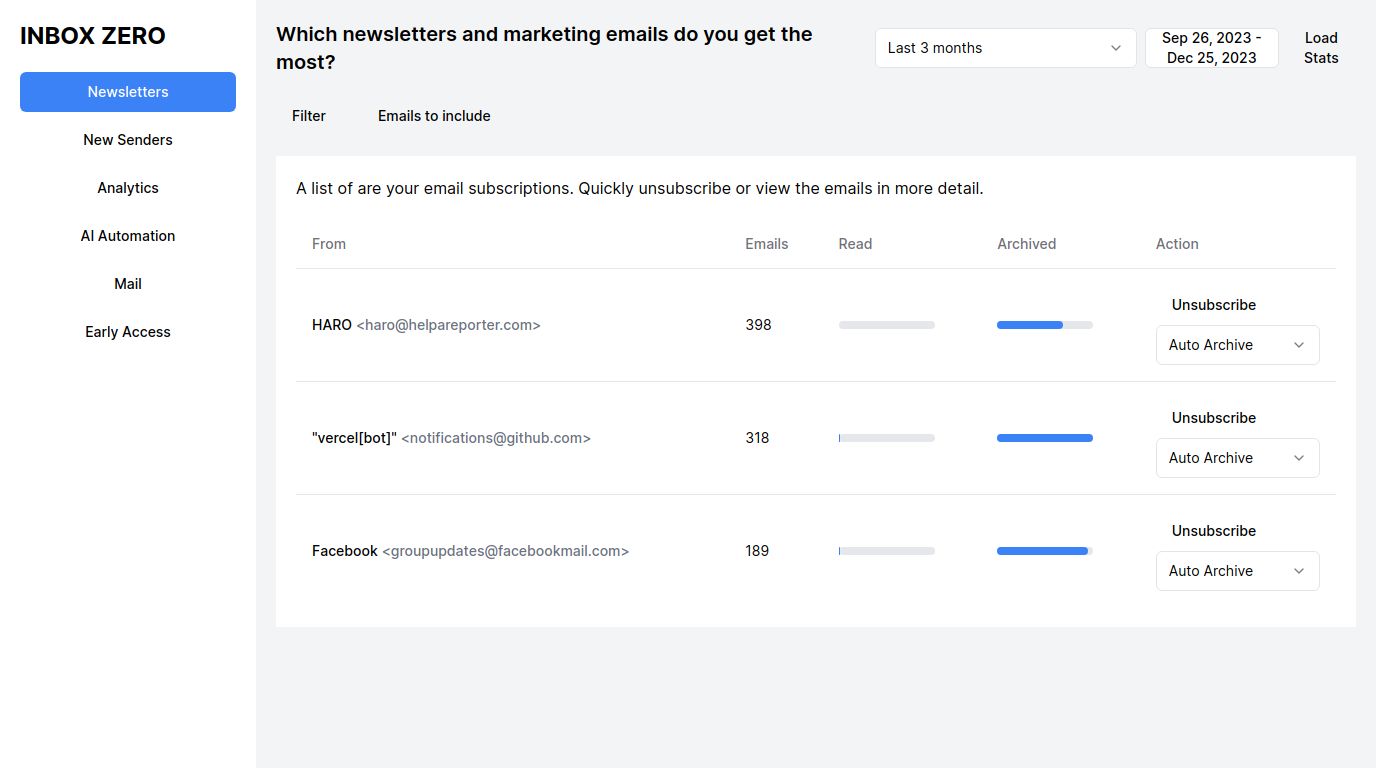 INBOX ZERO
Newsletters
New Senders
Analytics
AI Automation
Mail
Early Access
Which newsletters and marketing emails do you get the
most?
Last 3 months
Sep 26, 2023 -
Dec 25, 2023
Load
Stats
Filter
Emails to include
A list of are your email subscriptions. Quickly unsubscribe or view the emails in more detail.
From Emails Read Archived Action
HARO <haro@helpareporter.com> 398
Unsubscribe
Auto Archive
"vercel[bot]" <notifications@github.com> 318
Unsubscribe
Auto Archive
Facebook <groupupdates@facebookmail.com> 189
Unsubscribe
Auto Archive